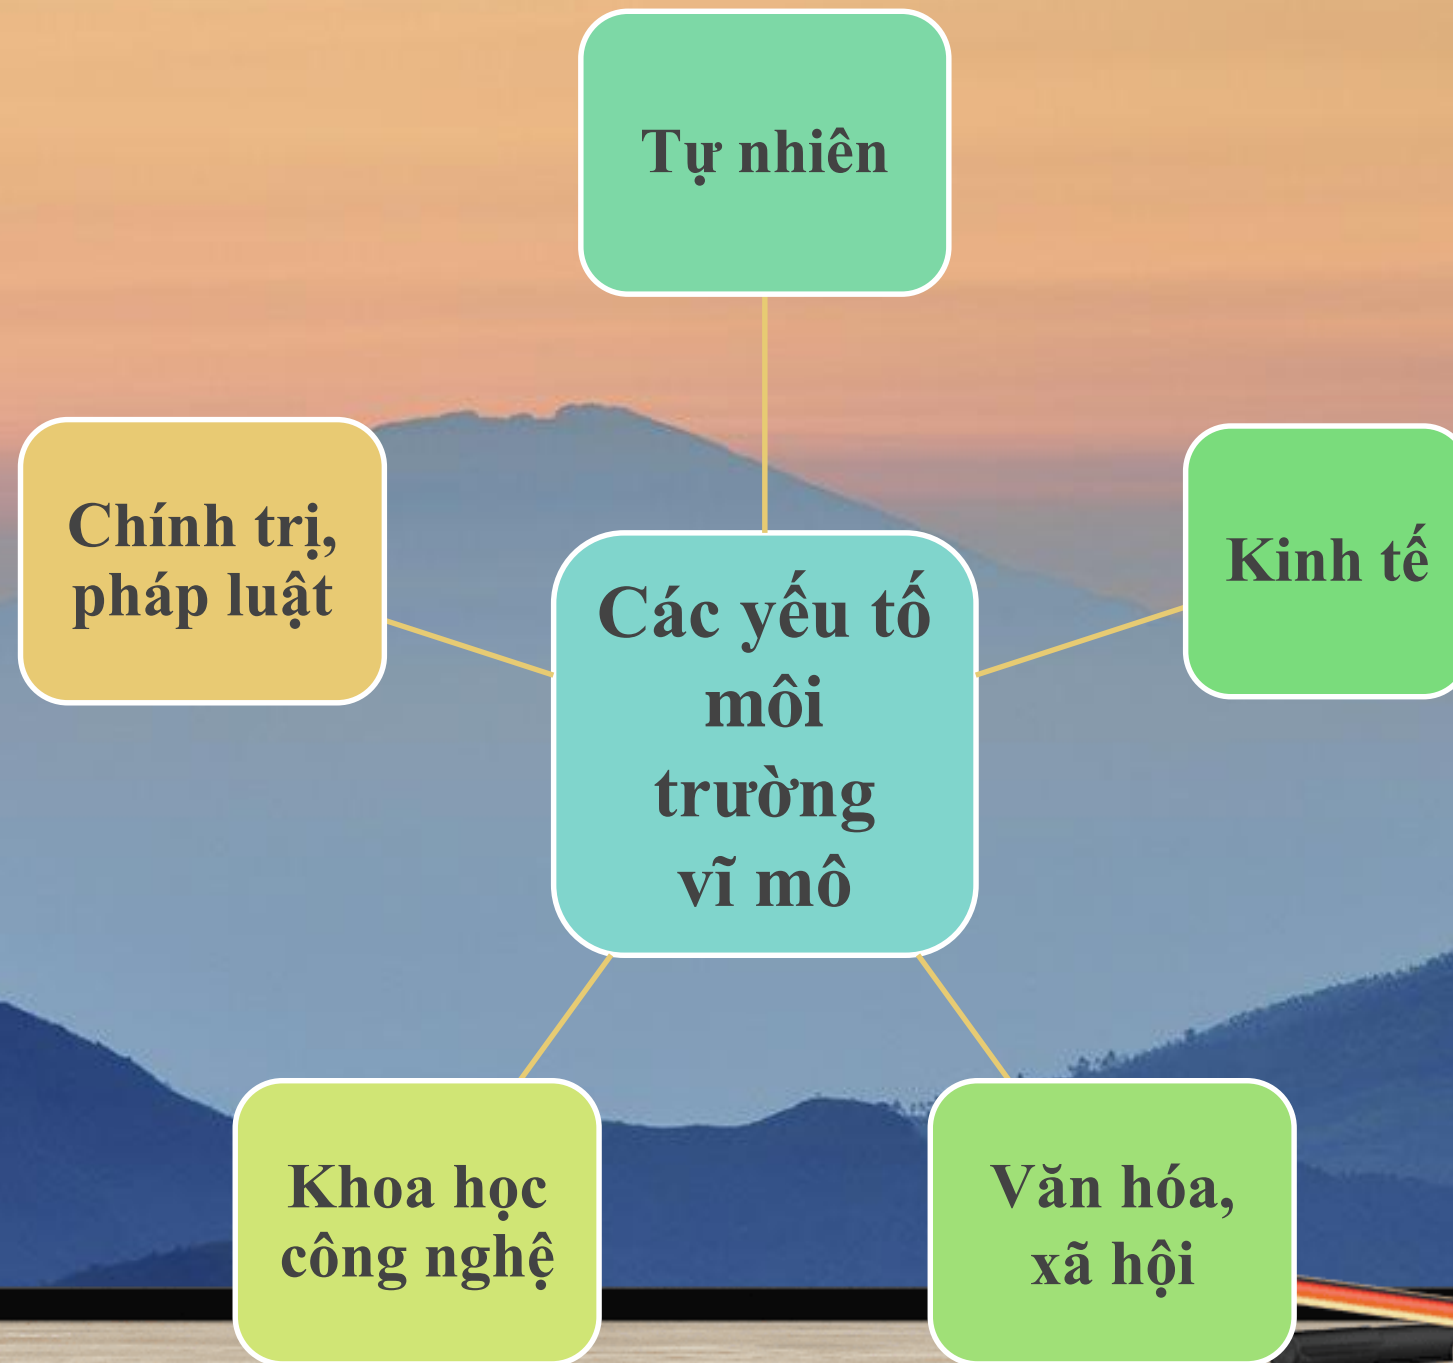 Tự nhiên
Chính trị,
pháp luật
Kinh tế
Các yếu tố
môi
trường
vĩ mô
Khoa học
công nghệ
Văn hóa,
xã hội